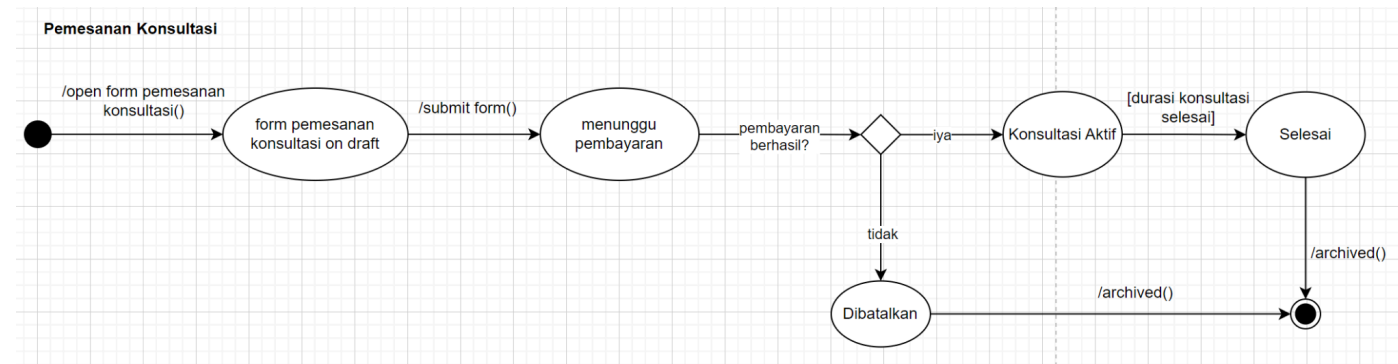 Pemesanan Konsultasi
/open form pemesanan
konsultasi()
form pemesanan
konsultasi on draft
/submit form()
menunggu
pembayaran
pembayaran
berhasil?
iya
Konsultasi Aktif
[durasi konsultasi
selesai]
Selesai
tidak
/archived()
Dibatalkan
/archived()